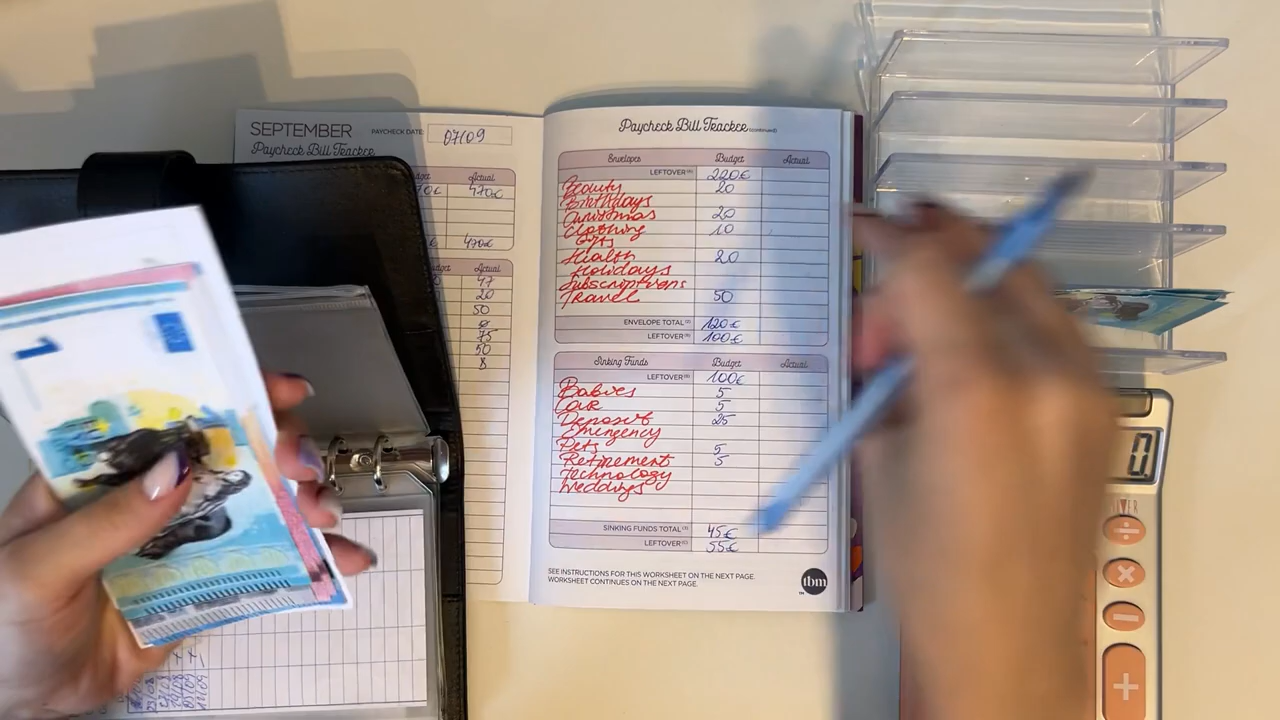 SEPTEMBER PAYCHECK DATE: 07/09
Paycheck Bill Tracker
Actual
470€
470€
Actual
47
20
50
75
50
8
Paycheck Bill Tracker (CONTINUED)
Envelopes Budget Actual
LEFTOVER 220€
Beauty 20
Birthdays
Christmas 20
Clothing 10
Gifts
Health 20
Holidays
Subscriptions
Travel 50
ENVELOPE TOTAL 120€
LEFTOVER 100€
Sinking Funds Budget Actual
LEFTOVER 100€
Babies 5
Car 5
Deposit 25
Emergency
Pets 5
Retirement 5
Technology
Weddings
SINKING FUNDS TOTAL 45€
LEFTOVER 55€
SEE INSTRUCTIONS FOR THIS WORKSHEET ON THE NEXT PAGE.
WORKSHEET CONTINUES ON THE NEXT PAGE.
tbm
0
÷
×
−
+